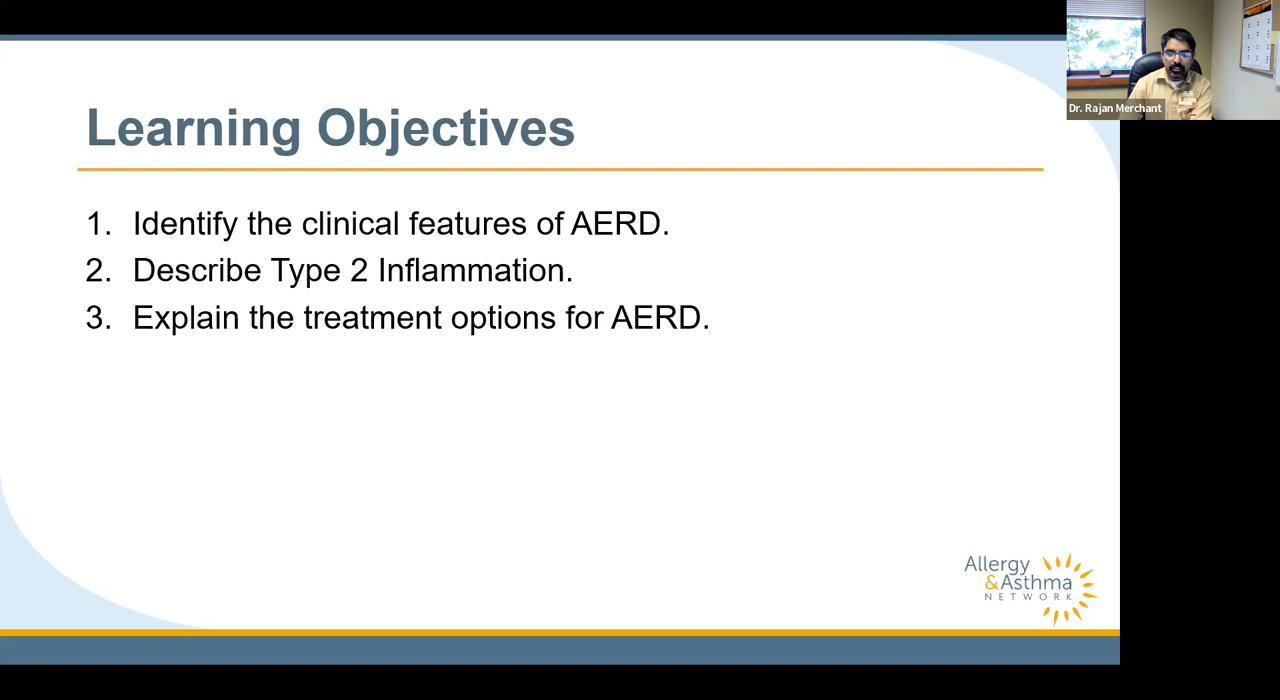 Learning Objectives
1. Identify the clinical features of AERD.
2. Describe Type 2 Inflammation.
3. Explain the treatment options for AERD.
Dr. Rajan Merchant
Allergy
&Asthma
NETWORK